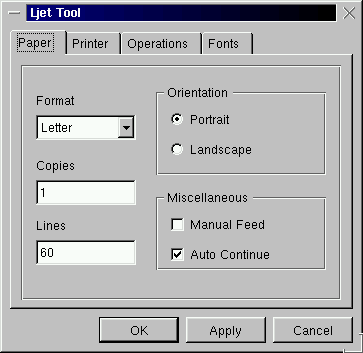 Ljet Tool
Paper Printer Operations Fonts
Format
Letter
Copies
1
Lines
60
Orientation
Portrait
Landscape
Miscellaneous
Manual Feed
Auto Continue
OK Apply Cancel